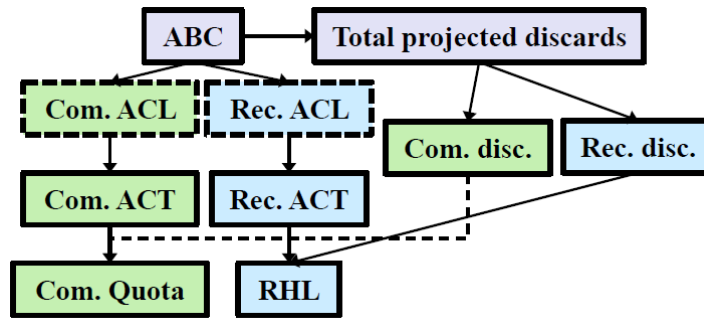 ABC
Total projected discards
Com. ACL
Rec. ACL
Com. disc.
Rec. disc.
Com. ACT
Rec. ACT
Com. Quota
RHL